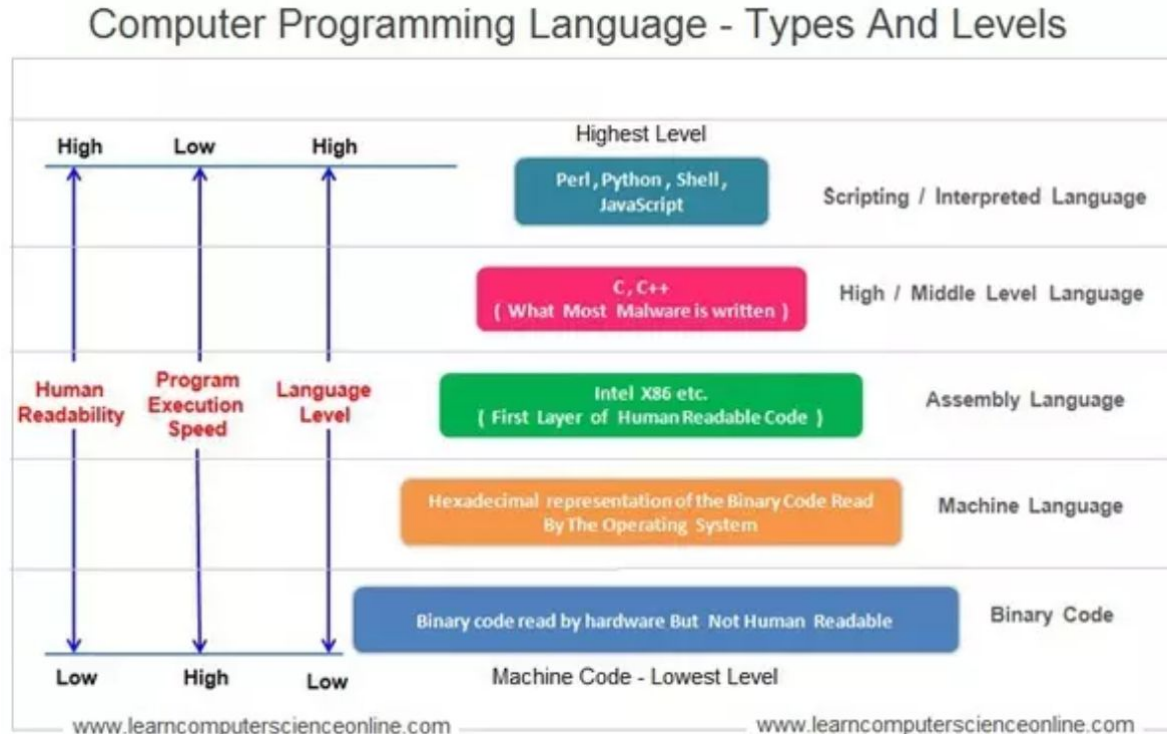 Computer Programming Language - Types And Levels
High
Low
High
Highest Level
Perl , Python , Shell ,
JavaScript
Scripting / Interpreted Language
C , C++
( What Most Malware is written )
High / Middle Level Language
Human
Readability
Program
Execution
Speed
Language
Level
Intel X86 etc.
( First Layer of Human Readable Code )
Assembly Language
Hexadecimal representation of the Binary Code Read
By The Operating System
Machine Language
Binary code read by hardware But Not Human Readable
Binary Code
Low
High
Low
Machine Code - Lowest Level
www.learncomputerscienceonline.com
www.learncomputerscienceonline.com